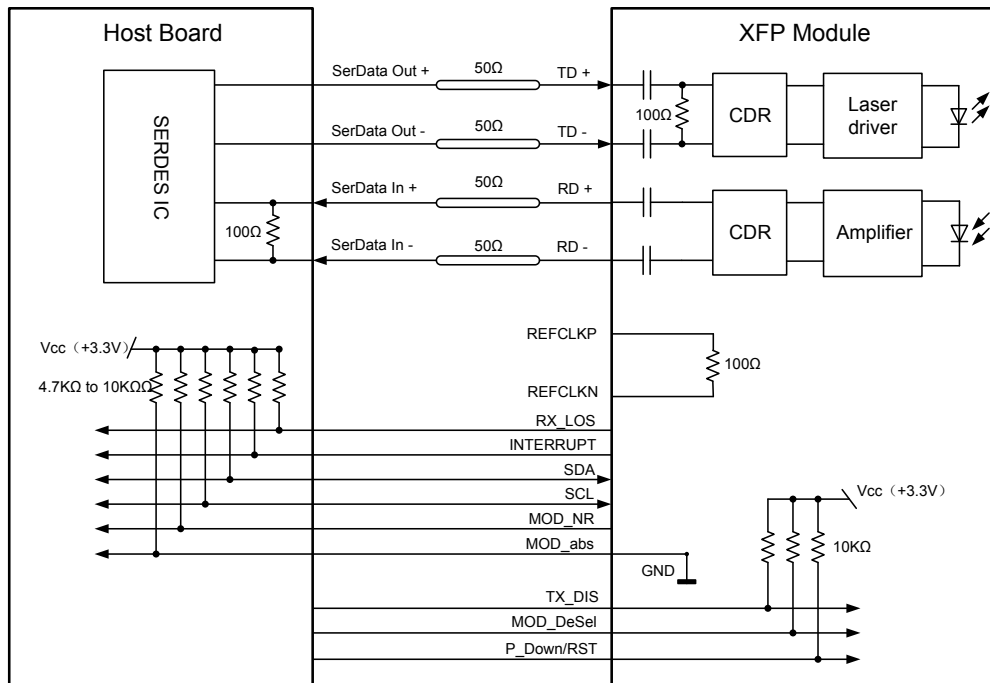 Host Board
XFP Module
SERDES IC
SerData Out +
50Ω
TD +
SerData Out -
50Ω
TD -
100Ω
CDR
Laser
driver
SerData In +
50Ω
RD +
100Ω
SerData In -
50Ω
RD -
CDR
Amplifier
REFCLKP
100Ω
REFCLKN
Vcc（+3.3V）
4.7KΩ to 10KΩΩ
RX_LOS
INTERRUPT
SDA
SCL
MOD_NR
MOD_abs
GND
Vcc（+3.3V）
10KΩ
TX_DIS
MOD_DeSel
P_Down/RST